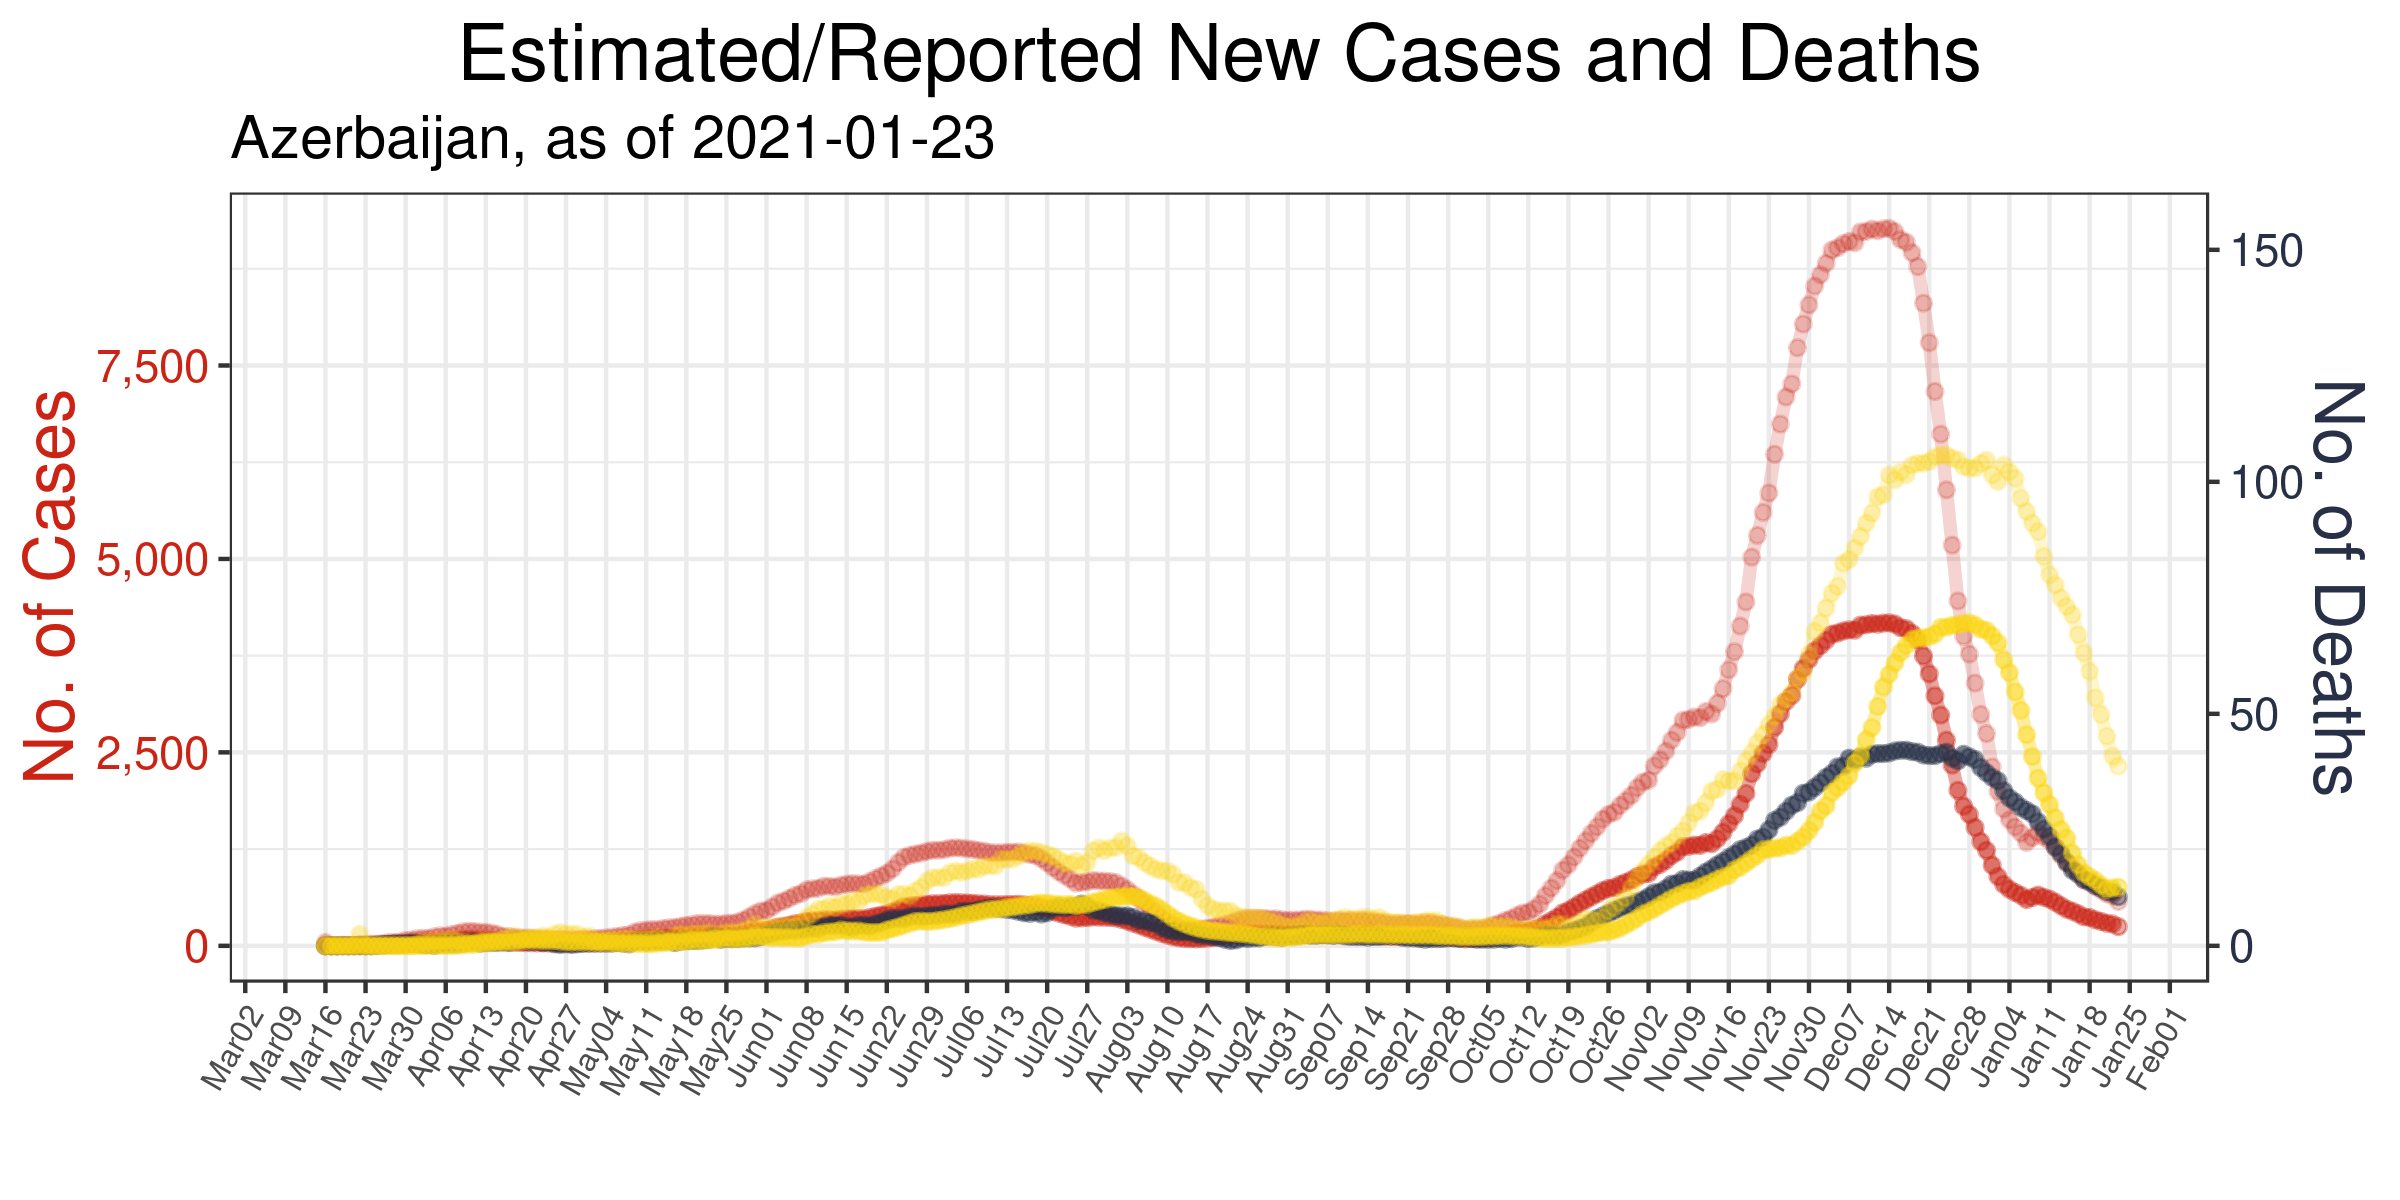 Estimated/Reported New Cases and Deaths
Azerbaijan, as of 2021-01-23
No. of Cases
7,500
5,000
2,500
0
150
100
50
0
No. of Deaths
Mar02
Mar09
Mar16
Mar23
Mar30
Apr06
Apr13
Apr20
Apr27
May04
May11
May18
May25
Jun01
Jun08
Jun15
Jun22
Jun29
Jul06
Jul13
Jul20
Jul27
Aug03
Aug10
Aug17
Aug24
Aug31
Sep07
Sep14
Sep21
Sep28
Oct05
Oct12
Oct19
Oct26
Nov02
Nov09
Nov16
Nov23
Nov30
Dec07
Dec14
Dec21
Dec28
Jan04
Jan11
Jan18
Jan25
Feb01